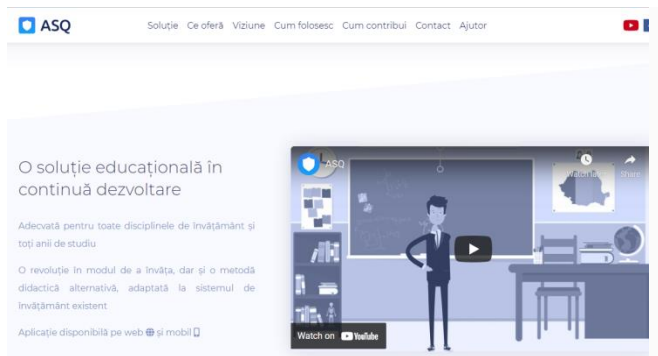 ASQ
Soluție Ce oferă Viziune Cum folosesc Cum contribui Contact Ajutor
O soluție educațională în
continuă dezvoltare
Adecvată pentru toate disciplinele de învățământ și
toți anii de studiu
O revoluție în modul de a învăța, dar și o metodă
didactică alternativă, adaptată la sistemul de
învățământ existent
Aplicație disponibilă pe web și mobil
ASQ
Watch later Share
Watch on YouTube